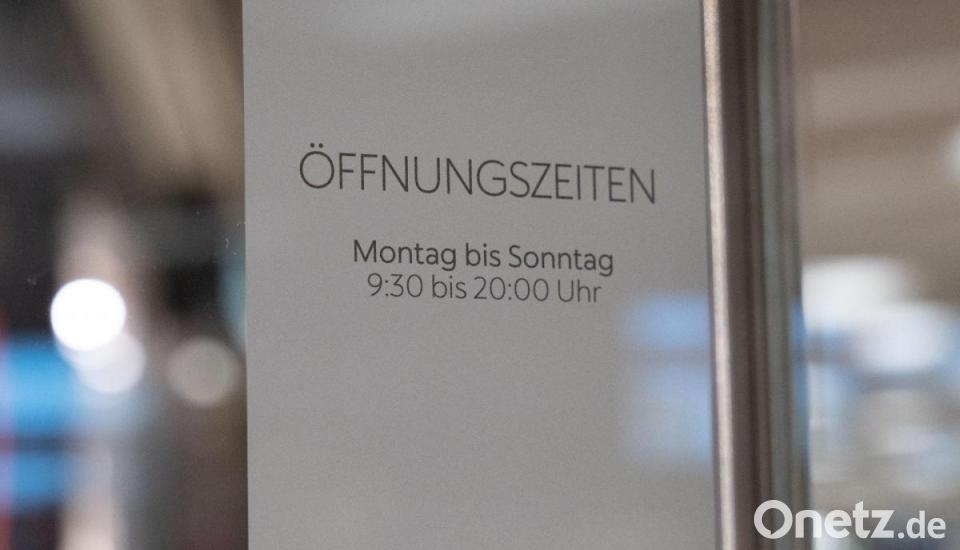 ÖFFNUNGSZEITEN
Montag bis Sonntag
9:30 bis 20:00 Uhr
Onetz.de